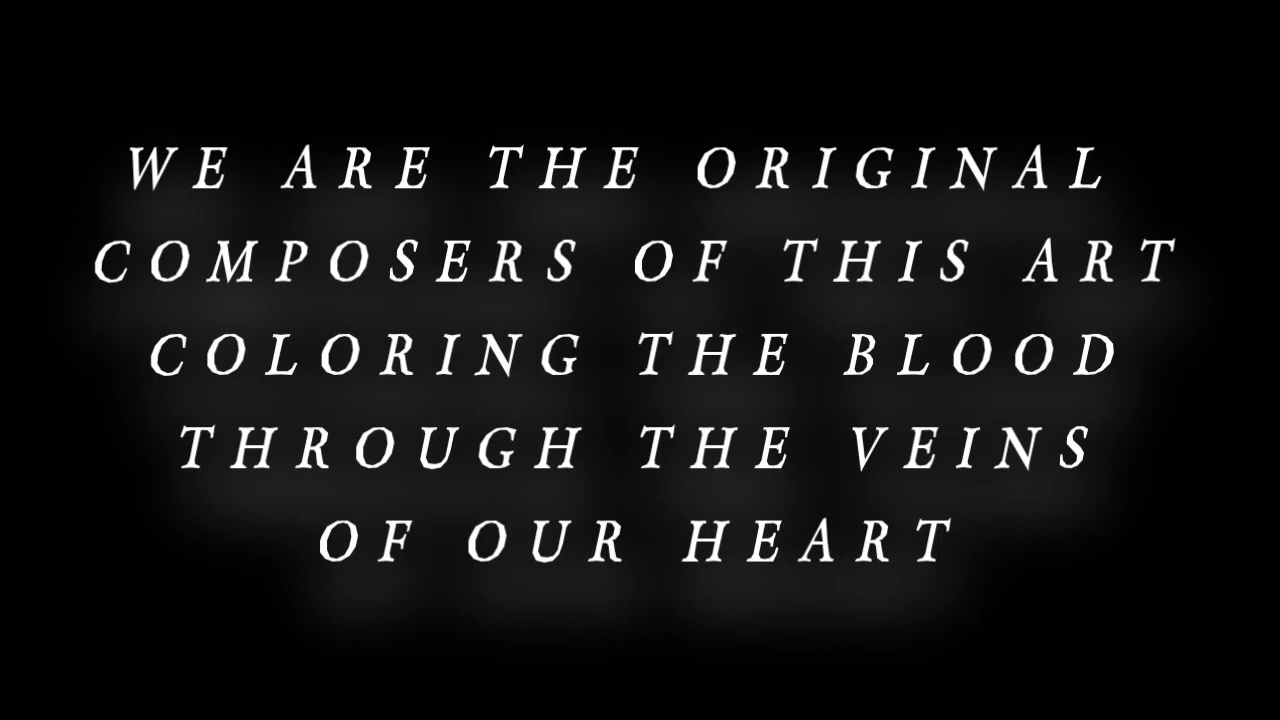 WE ARE THE ORIGINAL
COMPOSERS OF THIS ART
COLORING THE BLOOD
THROUGH THE VEINS
OF OUR HEART